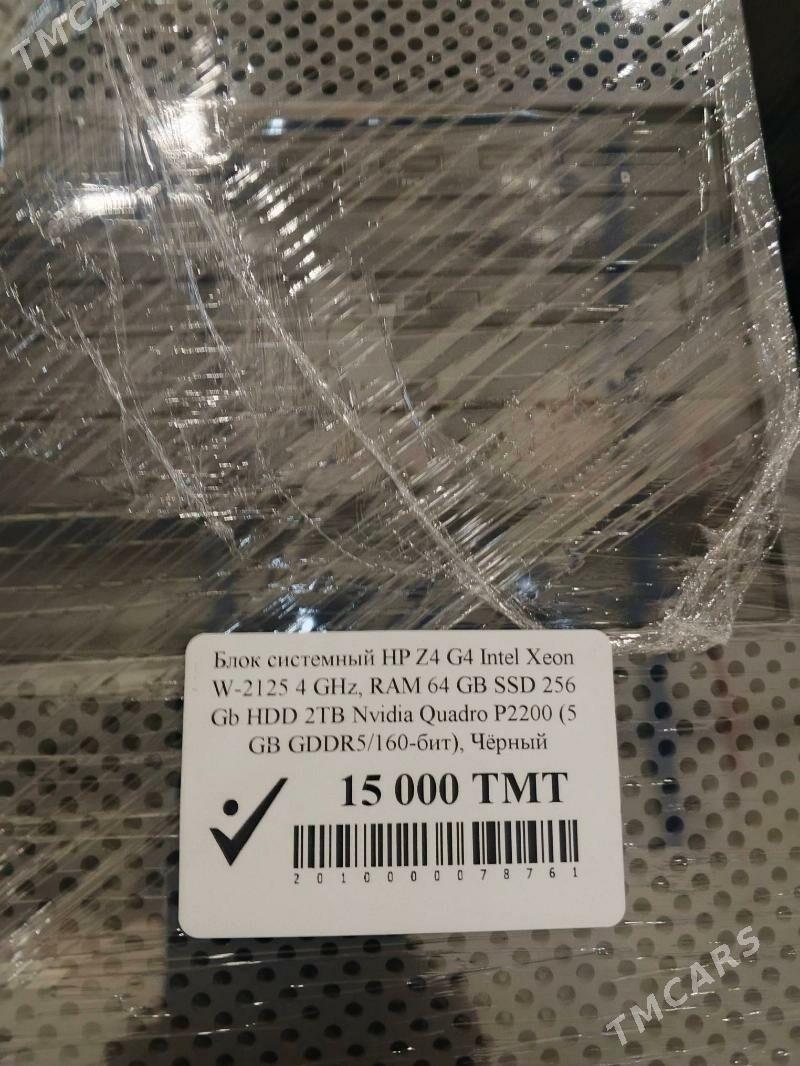 TMCARS
Блок системный HP Z4 G4 Intel Xeon
W-2125 4 GHz, RAM 64 GB SSD 256
Gb HDD 2TB Nvidia Quadro P2200 (5
GB GDDR5/160-бит), Чёрный
15 000 TMT
2010000078761
TMCARS